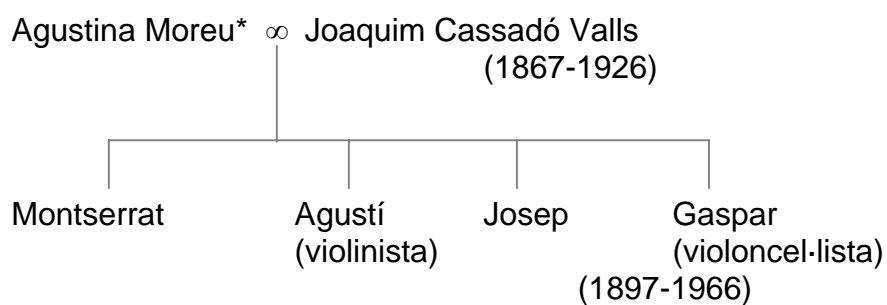 Agustina Moreu* ∞ Joaquim Cassadó Valls
(1867-1926)
Montserrat Agustí Josep Gaspar
(violinista) (violoncel·lista)
(1897-1966)